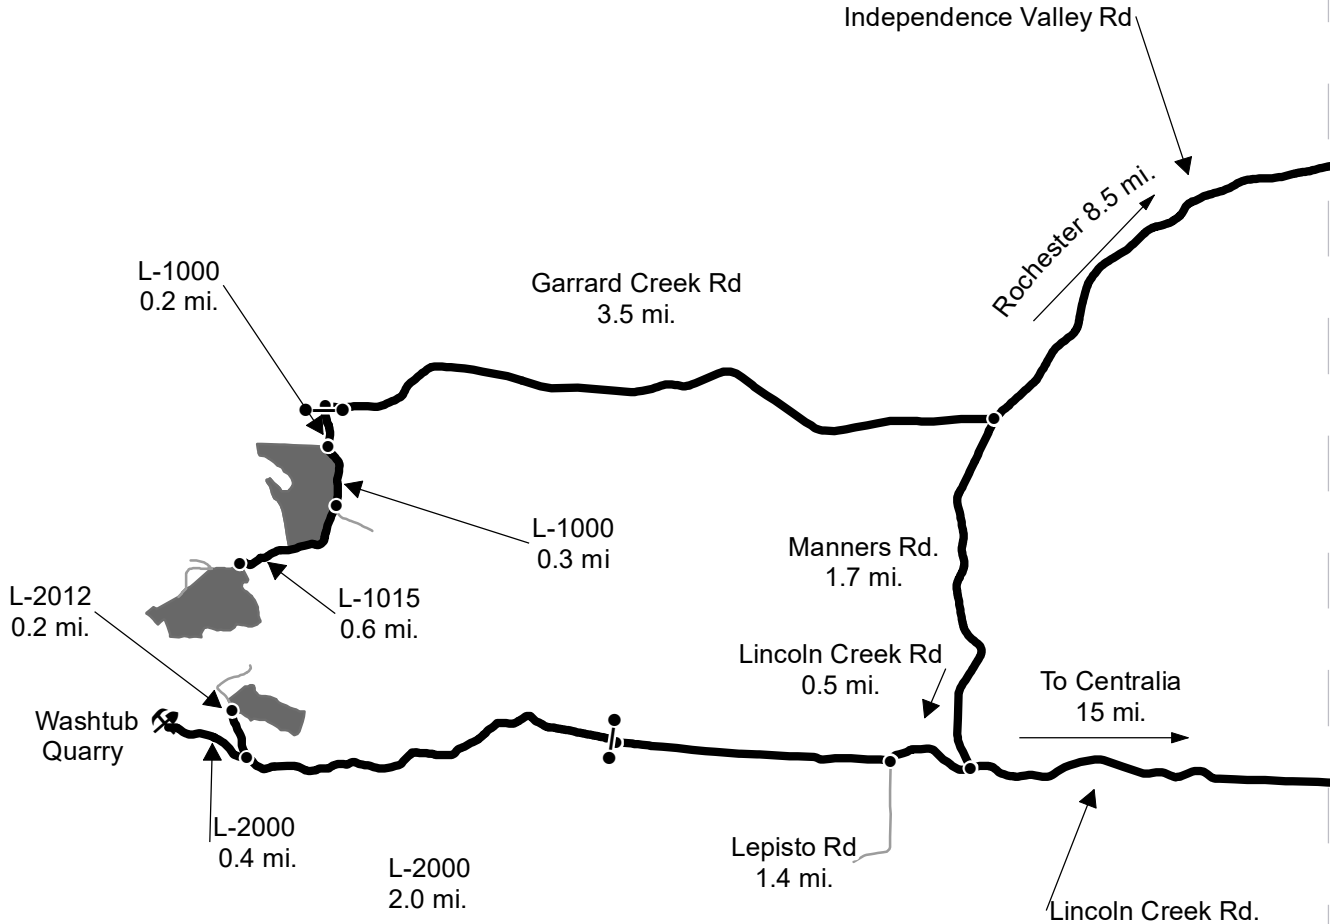 Independence Valley Rd
Rochester 8.5 mi.
L-1000
0.2 mi.
Garrard Creek Rd
3.5 mi.
L-1000
0.3 mi
Manners Rd.
1.7 mi.
L-2012
0.2 mi.
L-1015
0.6 mi.
Lincoln Creek Rd
0.5 mi.
To Centralia
15 mi.
Washtub
Quarry
L-2000
0.4 mi.
L-2000
2.0 mi.
Lepisto Rd
1.4 mi.
Lincoln Creek Rd.